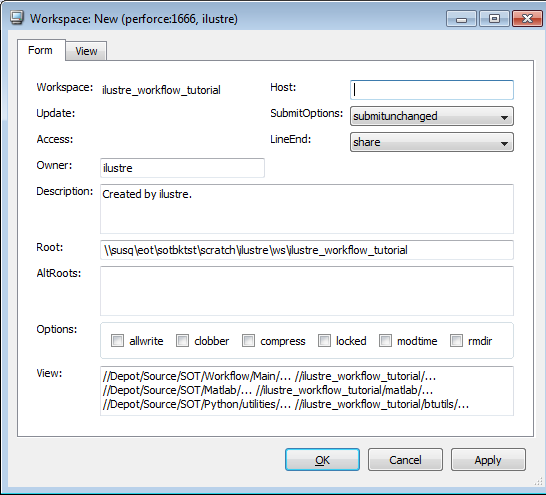 Workspace: New (perforce:1666, ilustre)
Form View
Workspace: ilustre_workflow_tutorial Host:
Update: SubmitOptions: submitunchanged
Access: LineEnd: share
Owner: ilustre
Description: Created by ilustre.
Root: \\susq\eot\sotbktst\scratch\ilustre\ws\ilustre_workflow_tutorial
AltRoots:
Options: allwrite clobber compress locked modtime rmdir
View: //Depot/Source/SOT/Workflow/Main/... //ilustre_workflow_tutorial/...
//Depot/Source/SOT/Matlab/... //ilustre_workflow_tutorial/matlab/...
//Depot/Source/SOT/Python/utilities/... //ilustre_workflow_tutorial/btutils/...
OK Cancel Apply